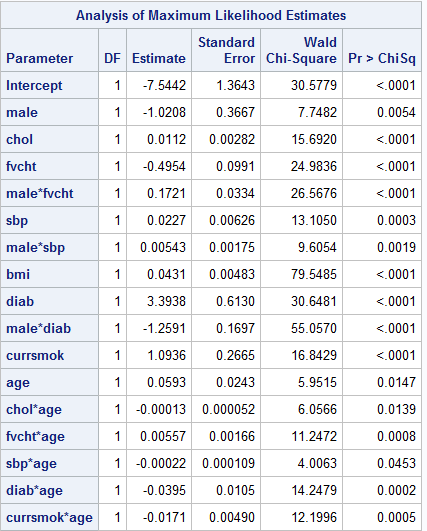 Analysis of Maximum Likelihood Estimates
Parameter DF Estimate Standard Error Wald Chi-Square Pr > ChiSq
Intercept 1 -7.5442 1.3643 30.5779 <.0001
male 1 -1.0208 0.3667 7.7482 0.0054
chol 1 0.0112 0.00282 15.6920 <.0001
fvcht 1 -0.4954 0.0991 24.9836 <.0001
male*fvcht 1 0.1721 0.0334 26.5676 <.0001
sbp 1 0.0227 0.00626 13.1050 0.0003
male*sbp 1 0.00543 0.00175 9.6054 0.0019
bmi 1 0.0431 0.00483 79.5485 <.0001
diab 1 3.3938 0.6130 30.6481 <.0001
male*diab 1 -1.2591 0.1697 55.0570 <.0001
currsmok 1 1.0936 0.2665 16.8429 <.0001
age 1 0.0593 0.0243 5.9515 0.0147
chol*age 1 -0.00013 0.000052 6.0566 0.0139
fvcht*age 1 0.00557 0.00166 11.2472 0.0008
sbp*age 1 -0.00022 0.000109 4.0063 0.0453
diab*age 1 -0.0395 0.0105 14.2479 0.0002
currsmok*age 1 -0.0171 0.00490 12.1996 0.0005